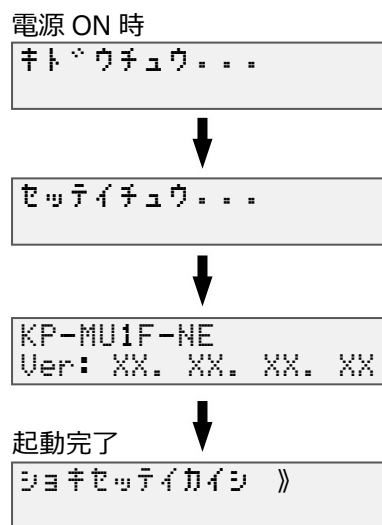 電源 ON 時
キドウチュウ...
セッテイチュウ...
KP-MU1F-NE
Ver: XX. XX. XX. XX
起動完了
ショキセッテイカイシ 》